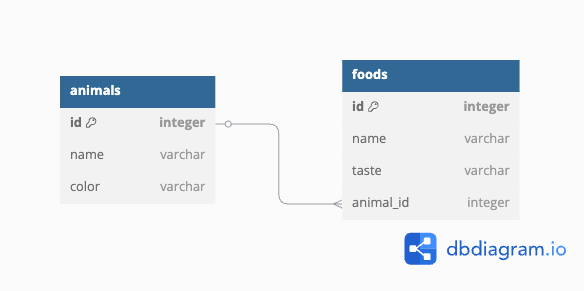 animals
id integer
name varchar
color varchar
foods
id integer
name varchar
taste varchar
animal_id integer
dbdiagram.io